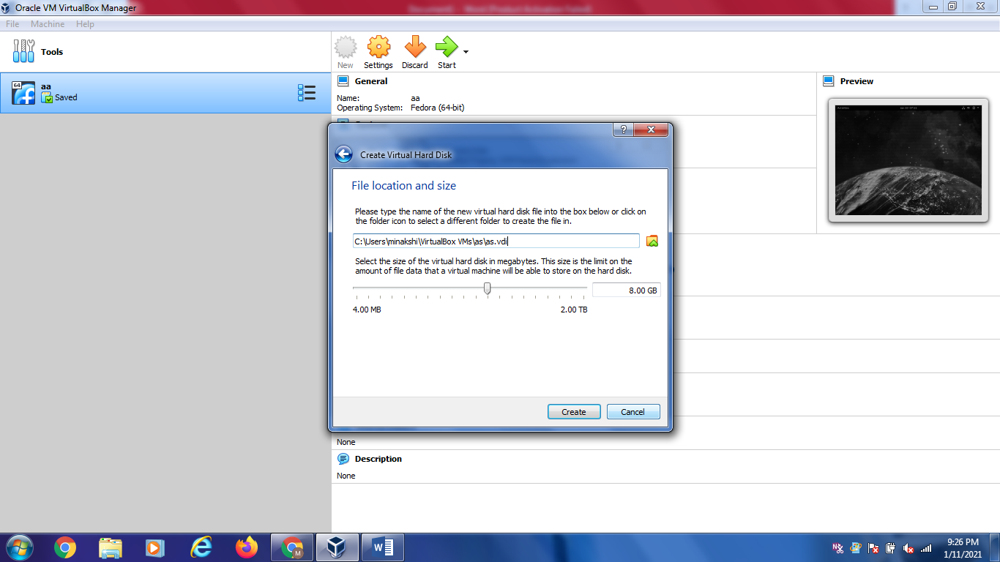 Oracle VM VirtualBox Manager
File Machine Help
Tools
New Settings Discard Start
64
aa
Saved
General
Name: aa
Operating System: Fedora (64-bit)
Preview
Create Virtual Hard Disk
File location and size
Please type the name of the new virtual hard disk file into the box below or click on
the folder icon to select a different folder to create the file in.
C:\Users\minakshi\VirtualBox VMs\as\as.vdi
Select the size of the virtual hard disk in megabytes. This size is the limit on the
amount of file data that a virtual machine will be able to store on the hard disk.
8.00 GB
4.00 MB 2.00 TB
Create Cancel
None
Description
None
9:26 PM
1/11/2021